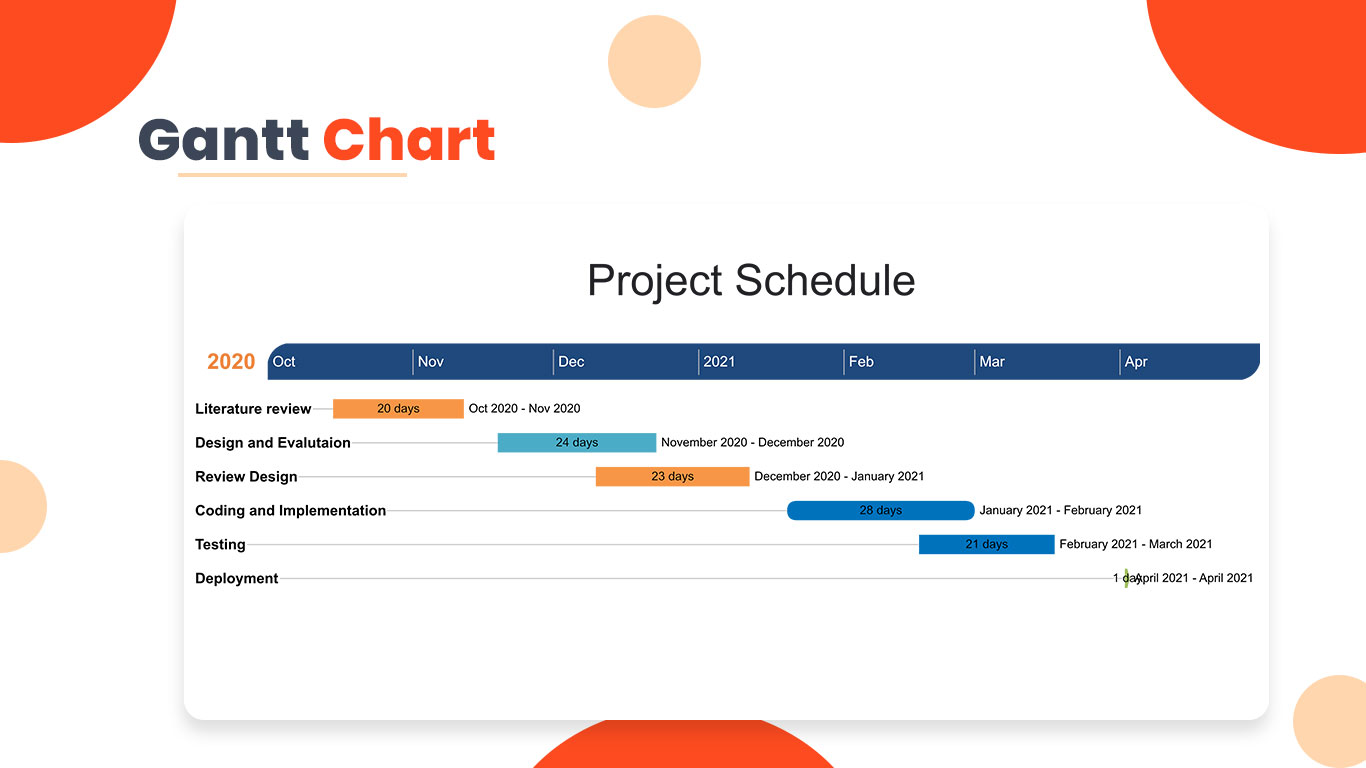 Gantt Chart
Project Schedule
2020 Oct Nov Dec 2021 Feb Mar Apr
Literature review 20 days Oct 2020 - Nov 2020
Design and Evalutaion 24 days November 2020 - December 2020
Review Design 23 days December 2020 - January 2021
Coding and Implementation 28 days January 2021 - February 2021
Testing 21 days February 2021 - March 2021
Deployment 1 day April 2021 - April 2021